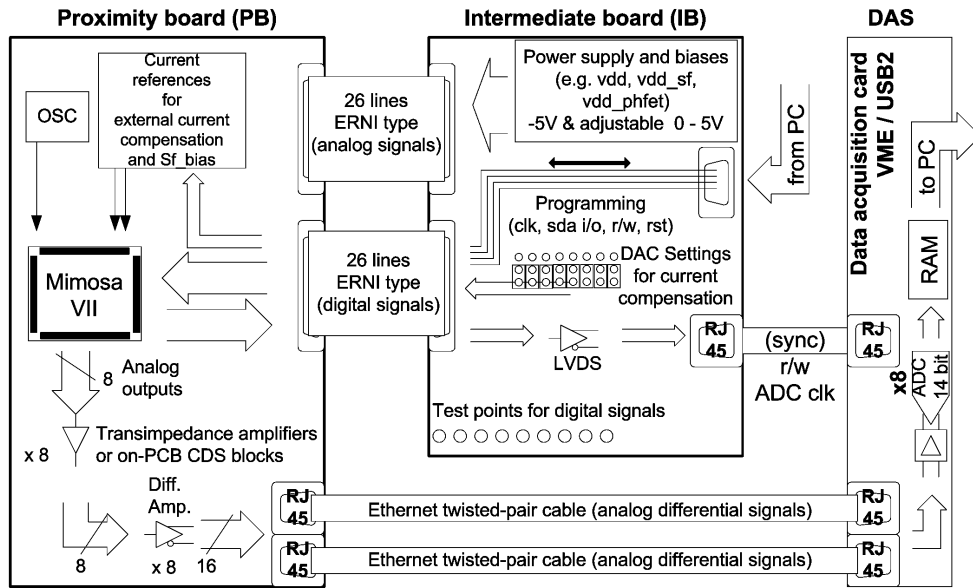 Proximity board (PB)
Intermediate board (IB)
DAS
Current
references
for
external current
compensation
and Sf_bias
OSC
Mimosa
VII
26 lines
ERNI type
(analog signals)
26 lines
ERNI type
(digital signals)
Power supply and biases
(e.g. vdd, vdd_sf,
vdd_phfet)
-5V & adjustable 0 - 5V
from PC
Programming
(clk, sda i/o, r/w, rst)
DAC Settings
for current
compensation
LVDS
RJ
45
(sync)
r/w
ADC clk
RJ
45
Test points for digital signals
Data acquisition card
VME / USB2
to PC
RAM
x8
ADC
14 bit
8
Analog
outputs
x 8
Transimpedance amplifiers
or on-PCB CDS blocks
Diff.
Amp.
8
x 8
16
RJ
45
Ethernet twisted-pair cable (analog differential signals)
RJ
45
RJ
45
Ethernet twisted-pair cable (analog differential signals)
RJ
45